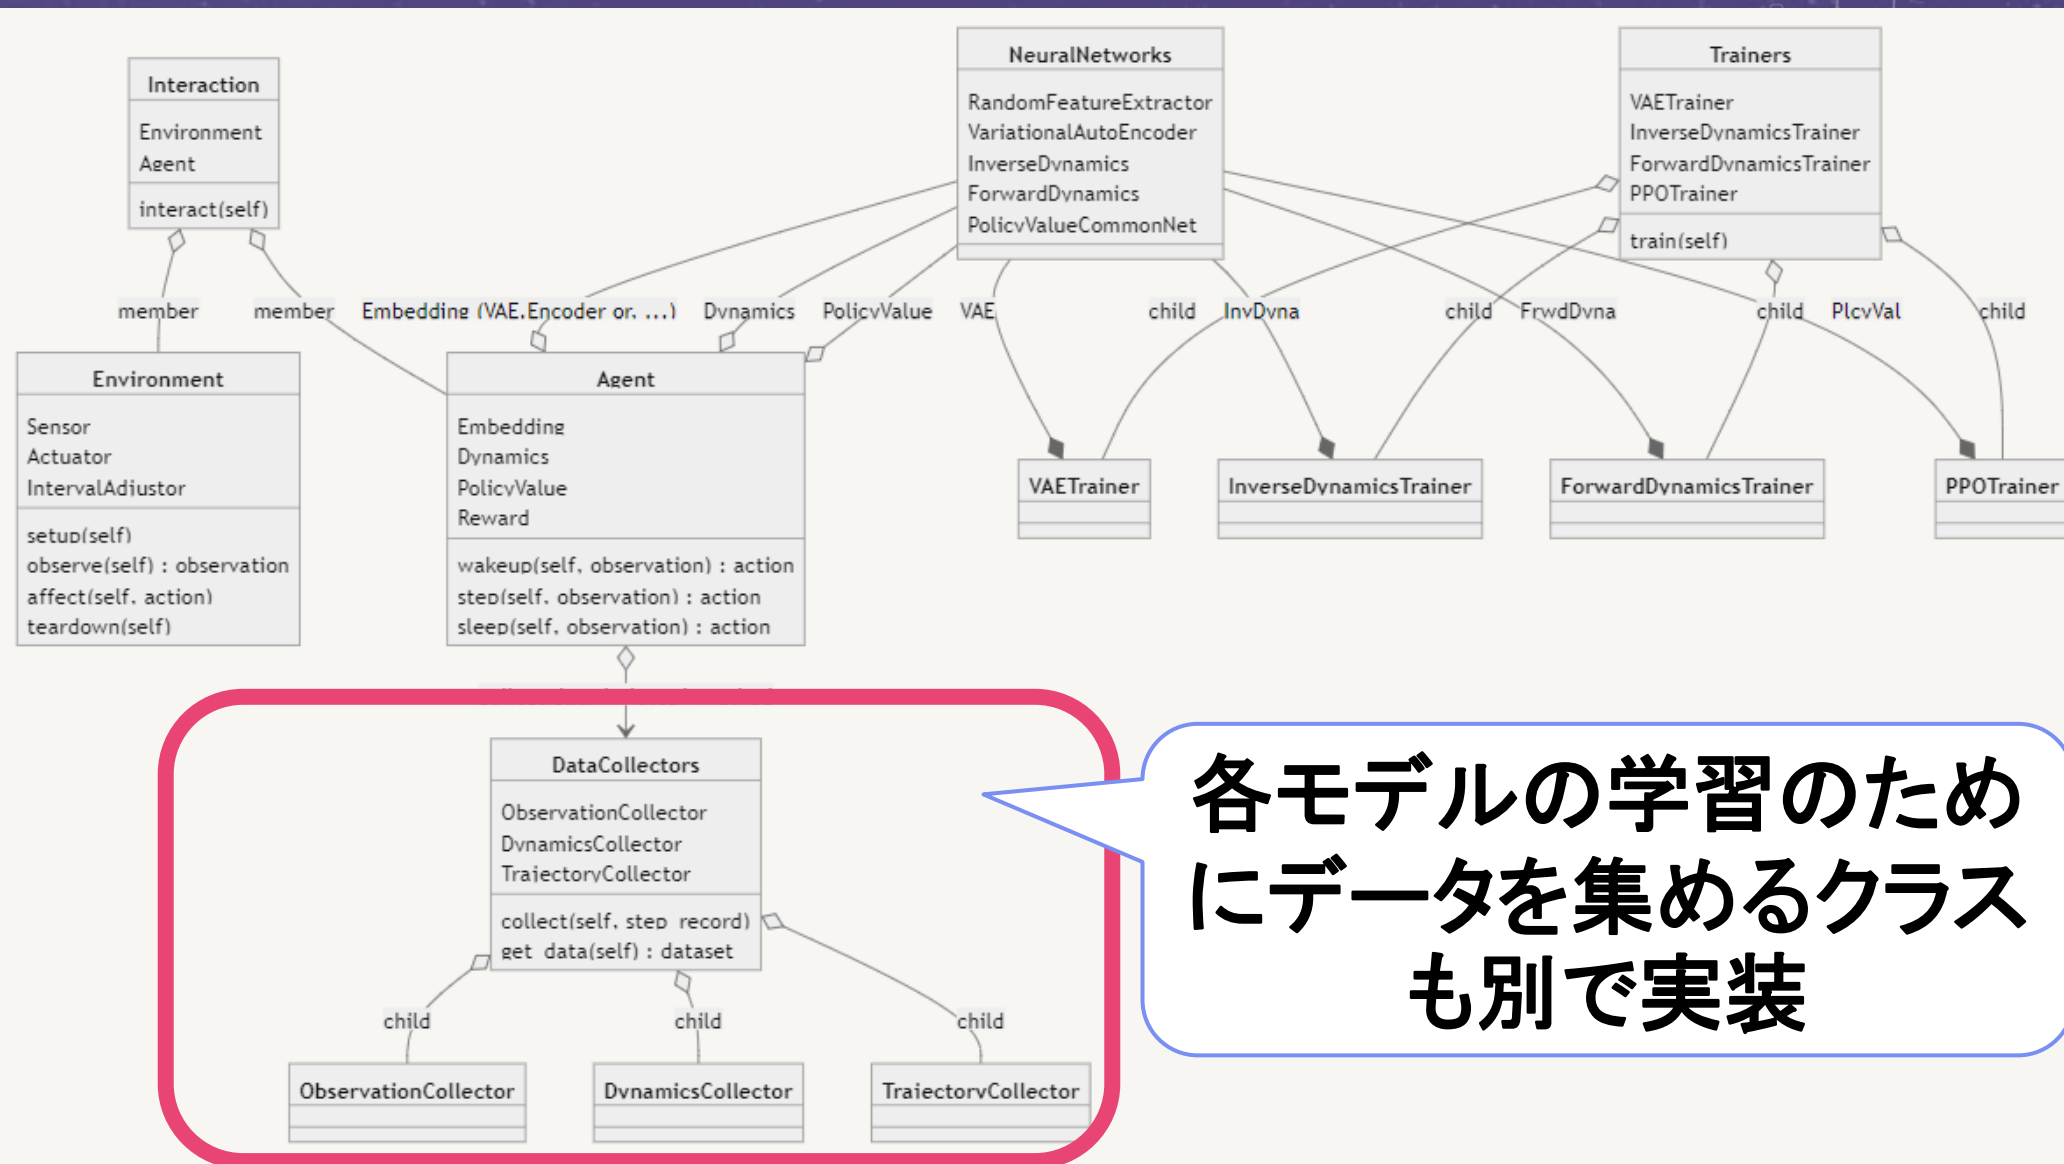 Interaction
Environment
Agent
interact(self)
NeuralNetworks
RandomFeatureExtractor
VariationalAutoEncoder
InverseDynamics
ForwardDynamics
PolicyValueCommonNet
Trainers
VAETrainer
InverseDynamicsTrainer
ForwardDynamicsTrainer
PPOTrainer
train(self)
member
member
Embedding (VAE.Encoder or. ...)
Dynamics
PolicyValue
VAE
child
InvDyna
child
FrwdDyna
child
PlcyVal
child
Environment
Sensor
Actuator
IntervalAdjustor
setup(self)
observe(self) : observation
affect(self, action)
teardown(self)
Agent
Embedding
Dynamics
PolicyValue
Reward
wakeup(self, observation) : action
step(self, observation) : action
sleep(self, observation) : action
VAETrainer
InverseDynamicsTrainer
ForwardDynamicsTrainer
PPOTrainer
DataCollectors
ObservationCollector
DynamicsCollector
TrajectoryCollector
collect(self, step_record)
get_data(self) : dataset
child
child
child
ObservationCollector
DynamicsCollector
TrajectoryCollector
各モデルの学習のため
にデータを集めるクラス
も別で実装